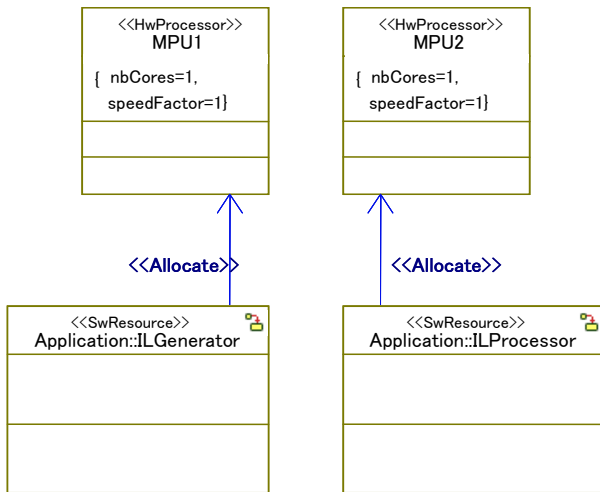 <<HwProcessor>>
MPU1
{ nbCores=1,
speedFactor=1}
<<HwProcessor>>
MPU2
{ nbCores=1,
speedFactor=1}
<<Allocate>>
<<Allocate>>
<<SwResource>>
Application::ILGenerator
<<SwResource>>
Application::ILProcessor